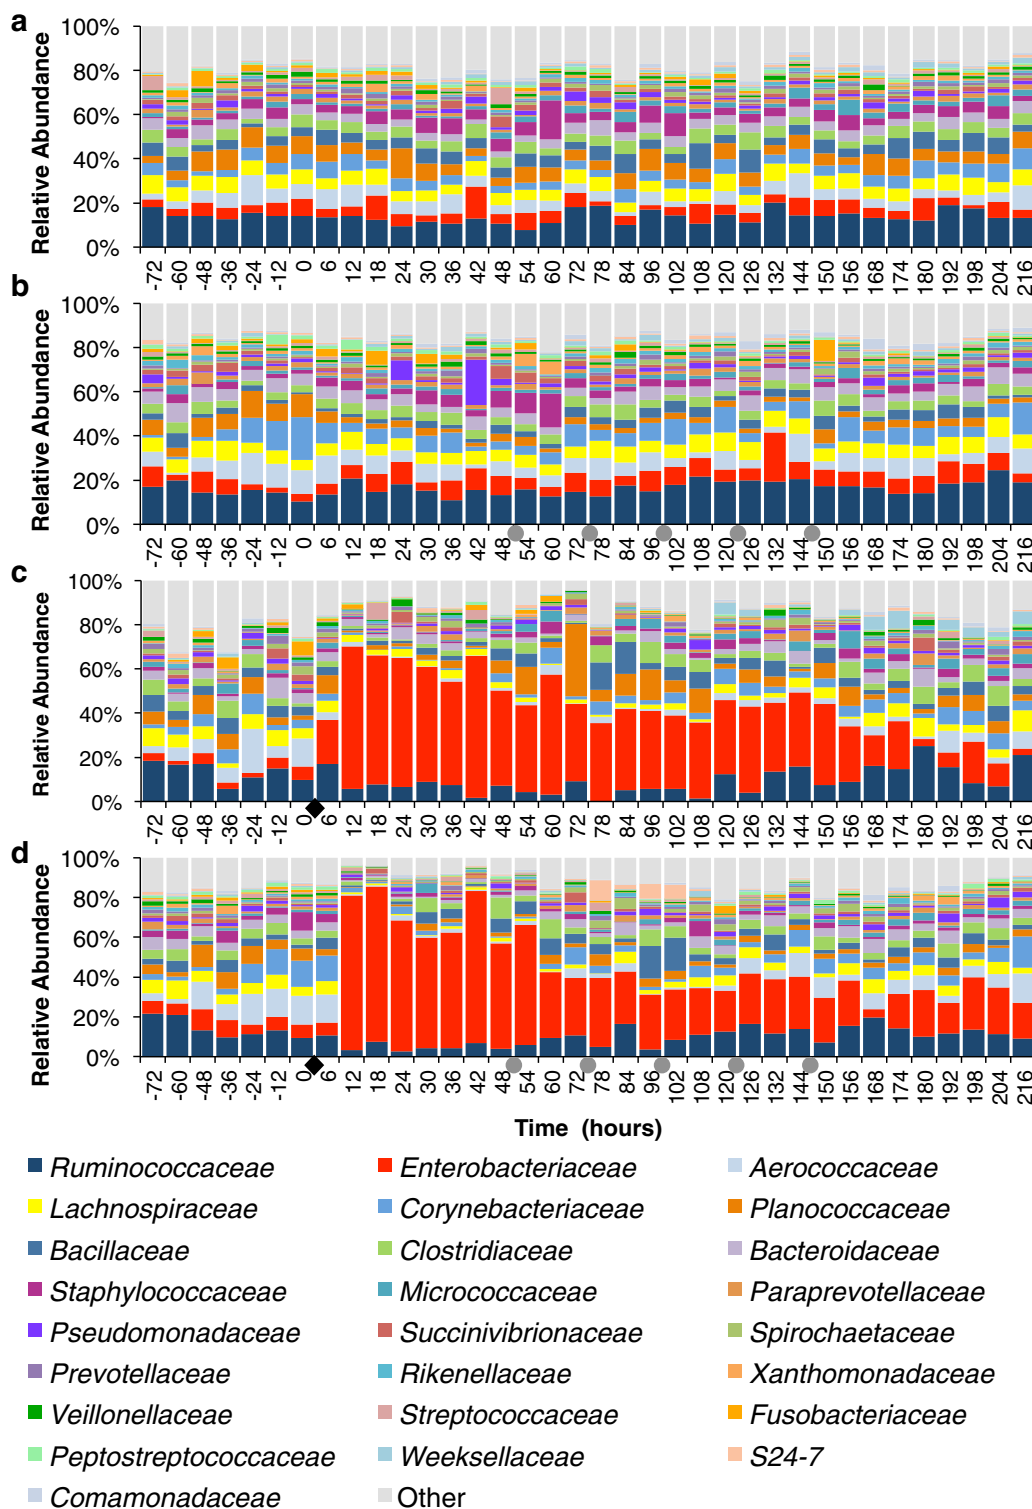 a
Relative Abundance
100%
80%
60%
40%
20%
0%
-72 -60 -48 -36 -24 -12 0 6 12 18 24 30 36 42 48 54 60 72 78 84 96 102 108 120 126 132 144 150 156 168 174 180 192 198 204 216
b
Relative Abundance
100%
80%
60%
40%
20%
0%
-72 -60 -48 -36 -24 -12 0 6 12 18 24 30 36 42 48 54 60 72 78 84 96 102 108 120 126 132 144 150 156 168 174 180 192 198 204 216
c
Relative Abundance
100%
80%
60%
40%
20%
0%
-72 -60 -48 -36 -24 -12 0 6 12 18 24 30 36 42 48 54 60 72 78 84 96 102 108 120 126 132 144 150 156 168 174 180 192 198 204 216
d
Relative Abundance
100%
80%
60%
40%
20%
0%
-72 -60 -48 -36 -24 -12 0 6 12 18 24 30 36 42 48 54 60 72 78 84 96 102 108 120 126 132 144 150 156 168 174 180 192 198 204 216
Time (hours)
Ruminococcaceae Enterobacteriaceae Aerococcaceae
Lachnospiraceae Corynebacteriaceae Planococcaceae
Bacillaceae Clostridiaceae Bacteroidaceae
Staphylococcaceae Micrococcaceae Paraprevotellaceae
Pseudomonadaceae Succinivibrionaceae Spirochaetaceae
Prevotellaceae Rikenellaceae Xanthomonadaceae
Veillonellaceae Streptococcaceae Fusobacteriaceae
Peptostreptococcaceae Weeksellaceae S24-7
Comamonadaceae Other